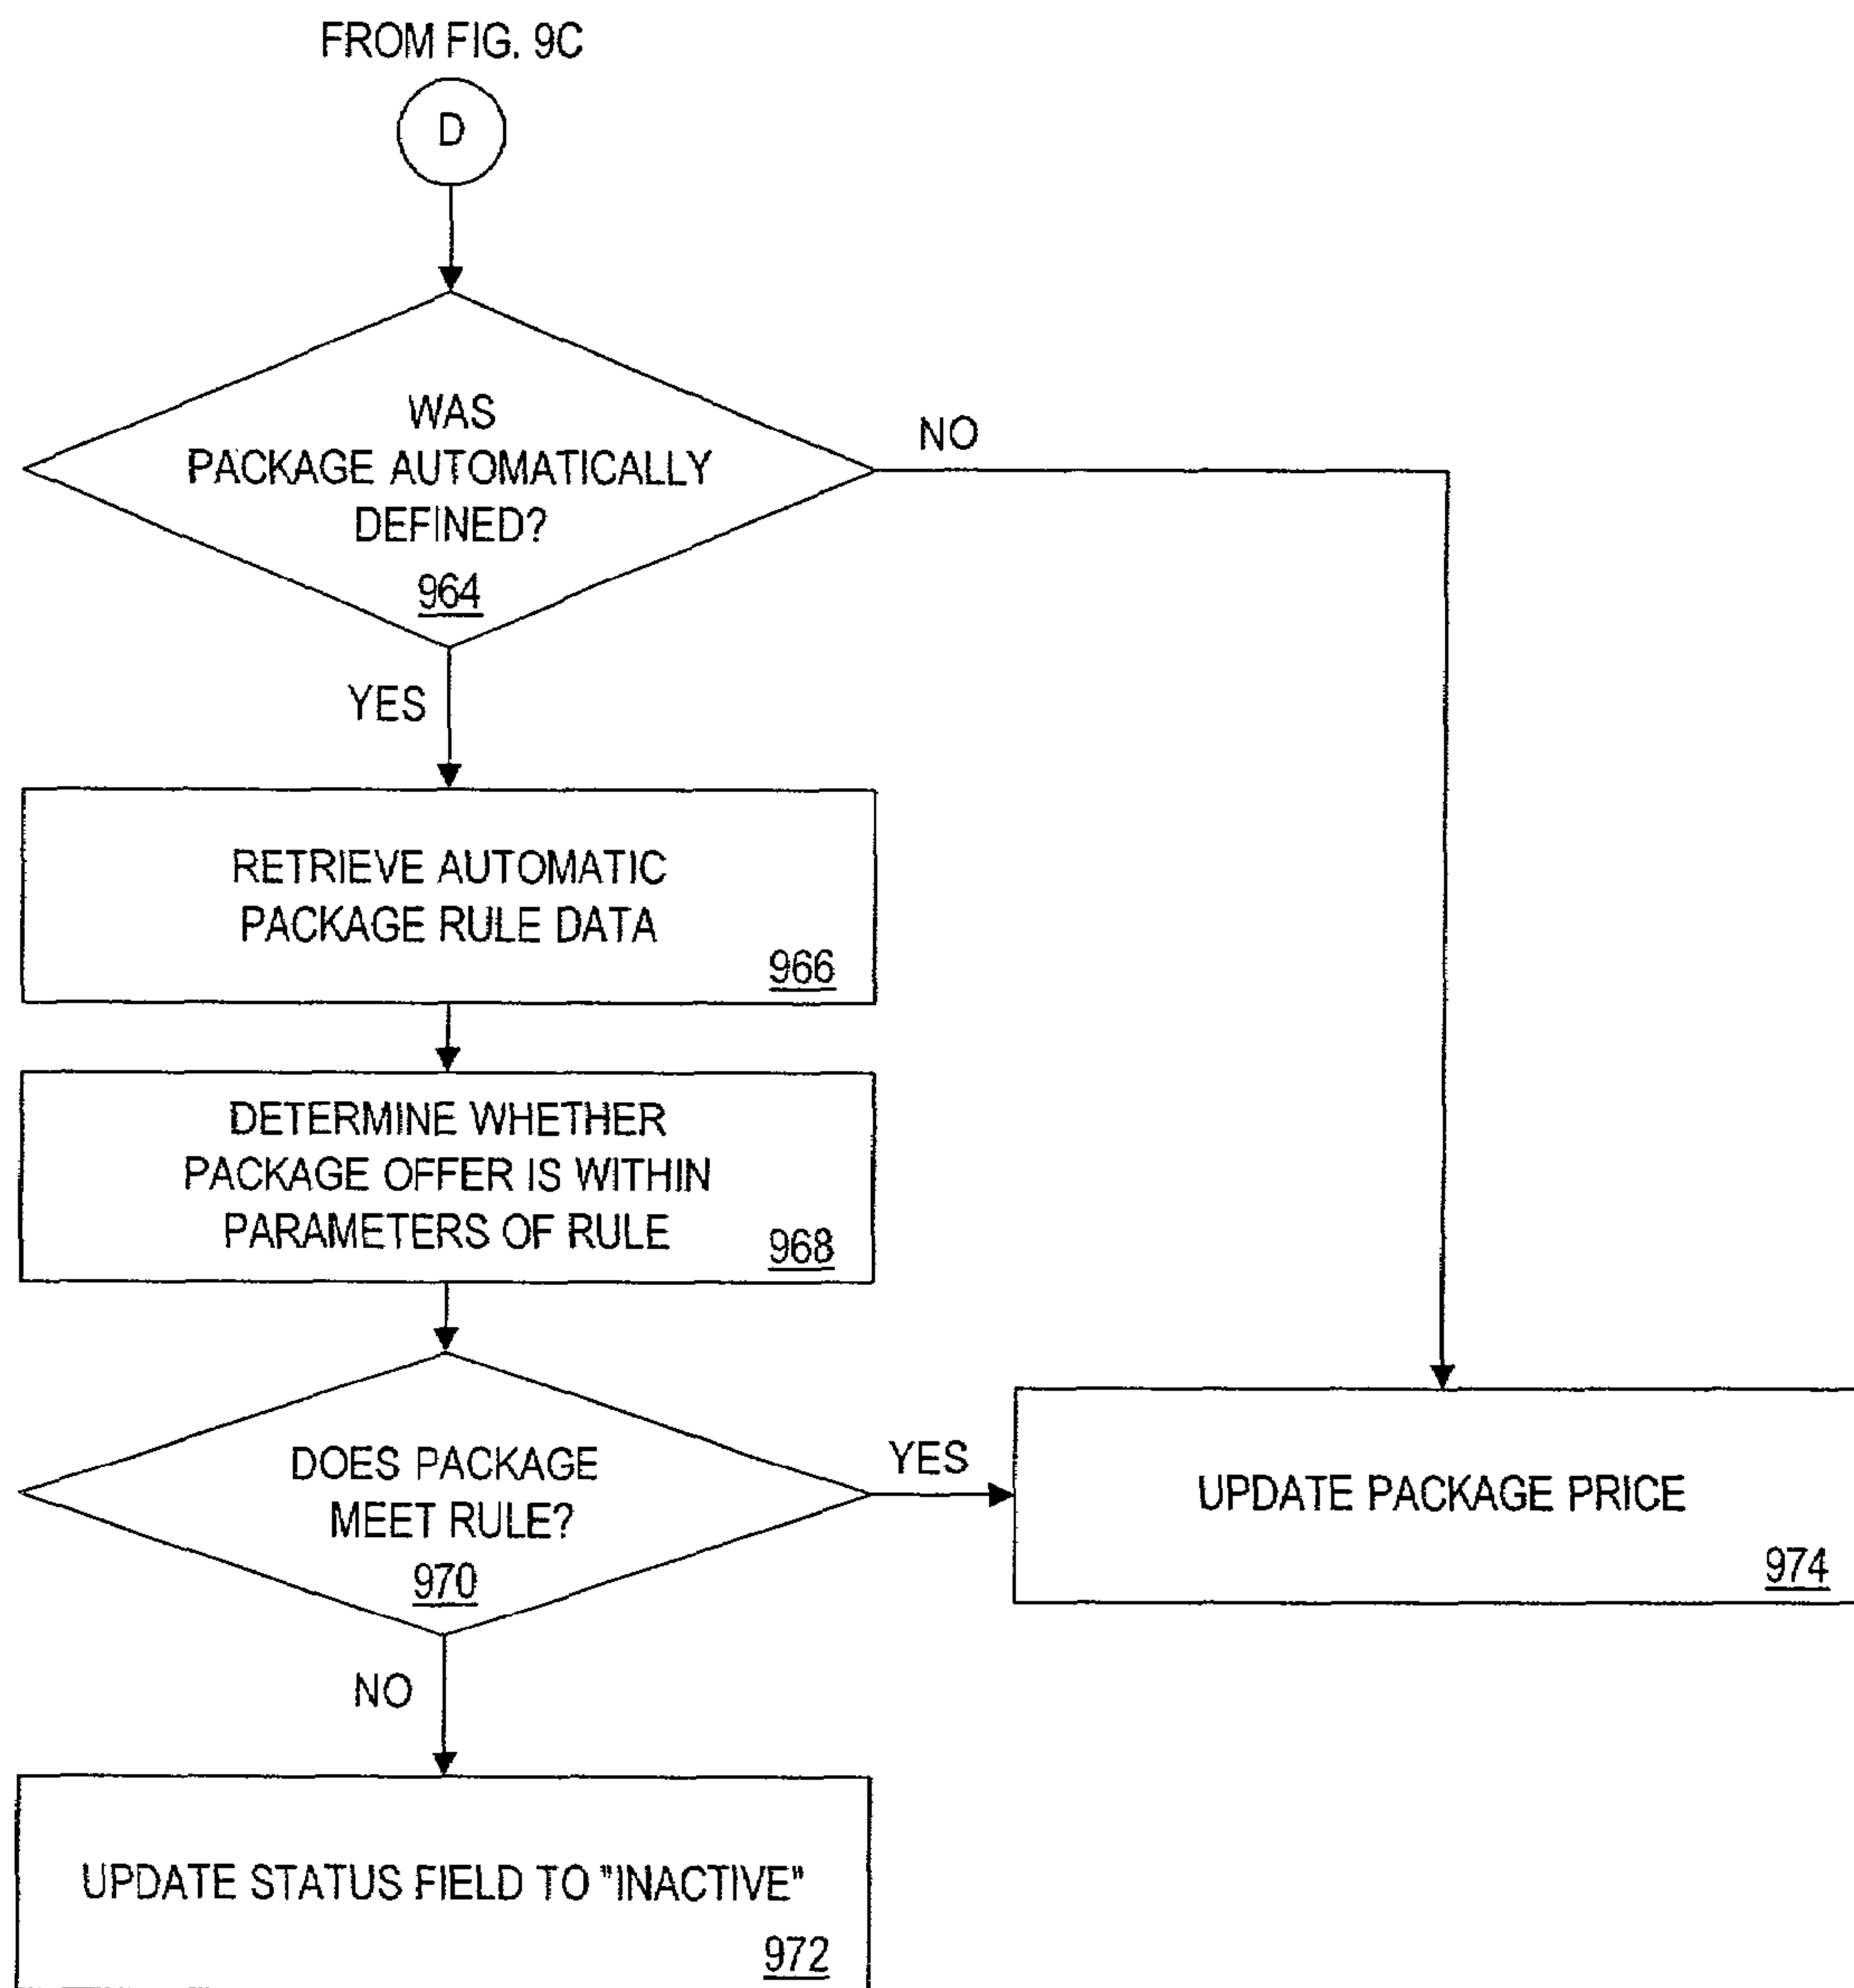 FROM FIG. 9C
D
WAS
PACKAGE AUTOMATICALLY
DEFINED?
964
NO
YES
RETRIEVE AUTOMATIC
PACKAGE RULE DATA
966
DETERMINE WHETHER
PACKAGE OFFER IS WITHIN
PARAMETERS OF RULE
968
DOES PACKAGE
MEET RULE?
970
YES
UPDATE PACKAGE PRICE
974
NO
UPDATE STATUS FIELD TO "INACTIVE"
972